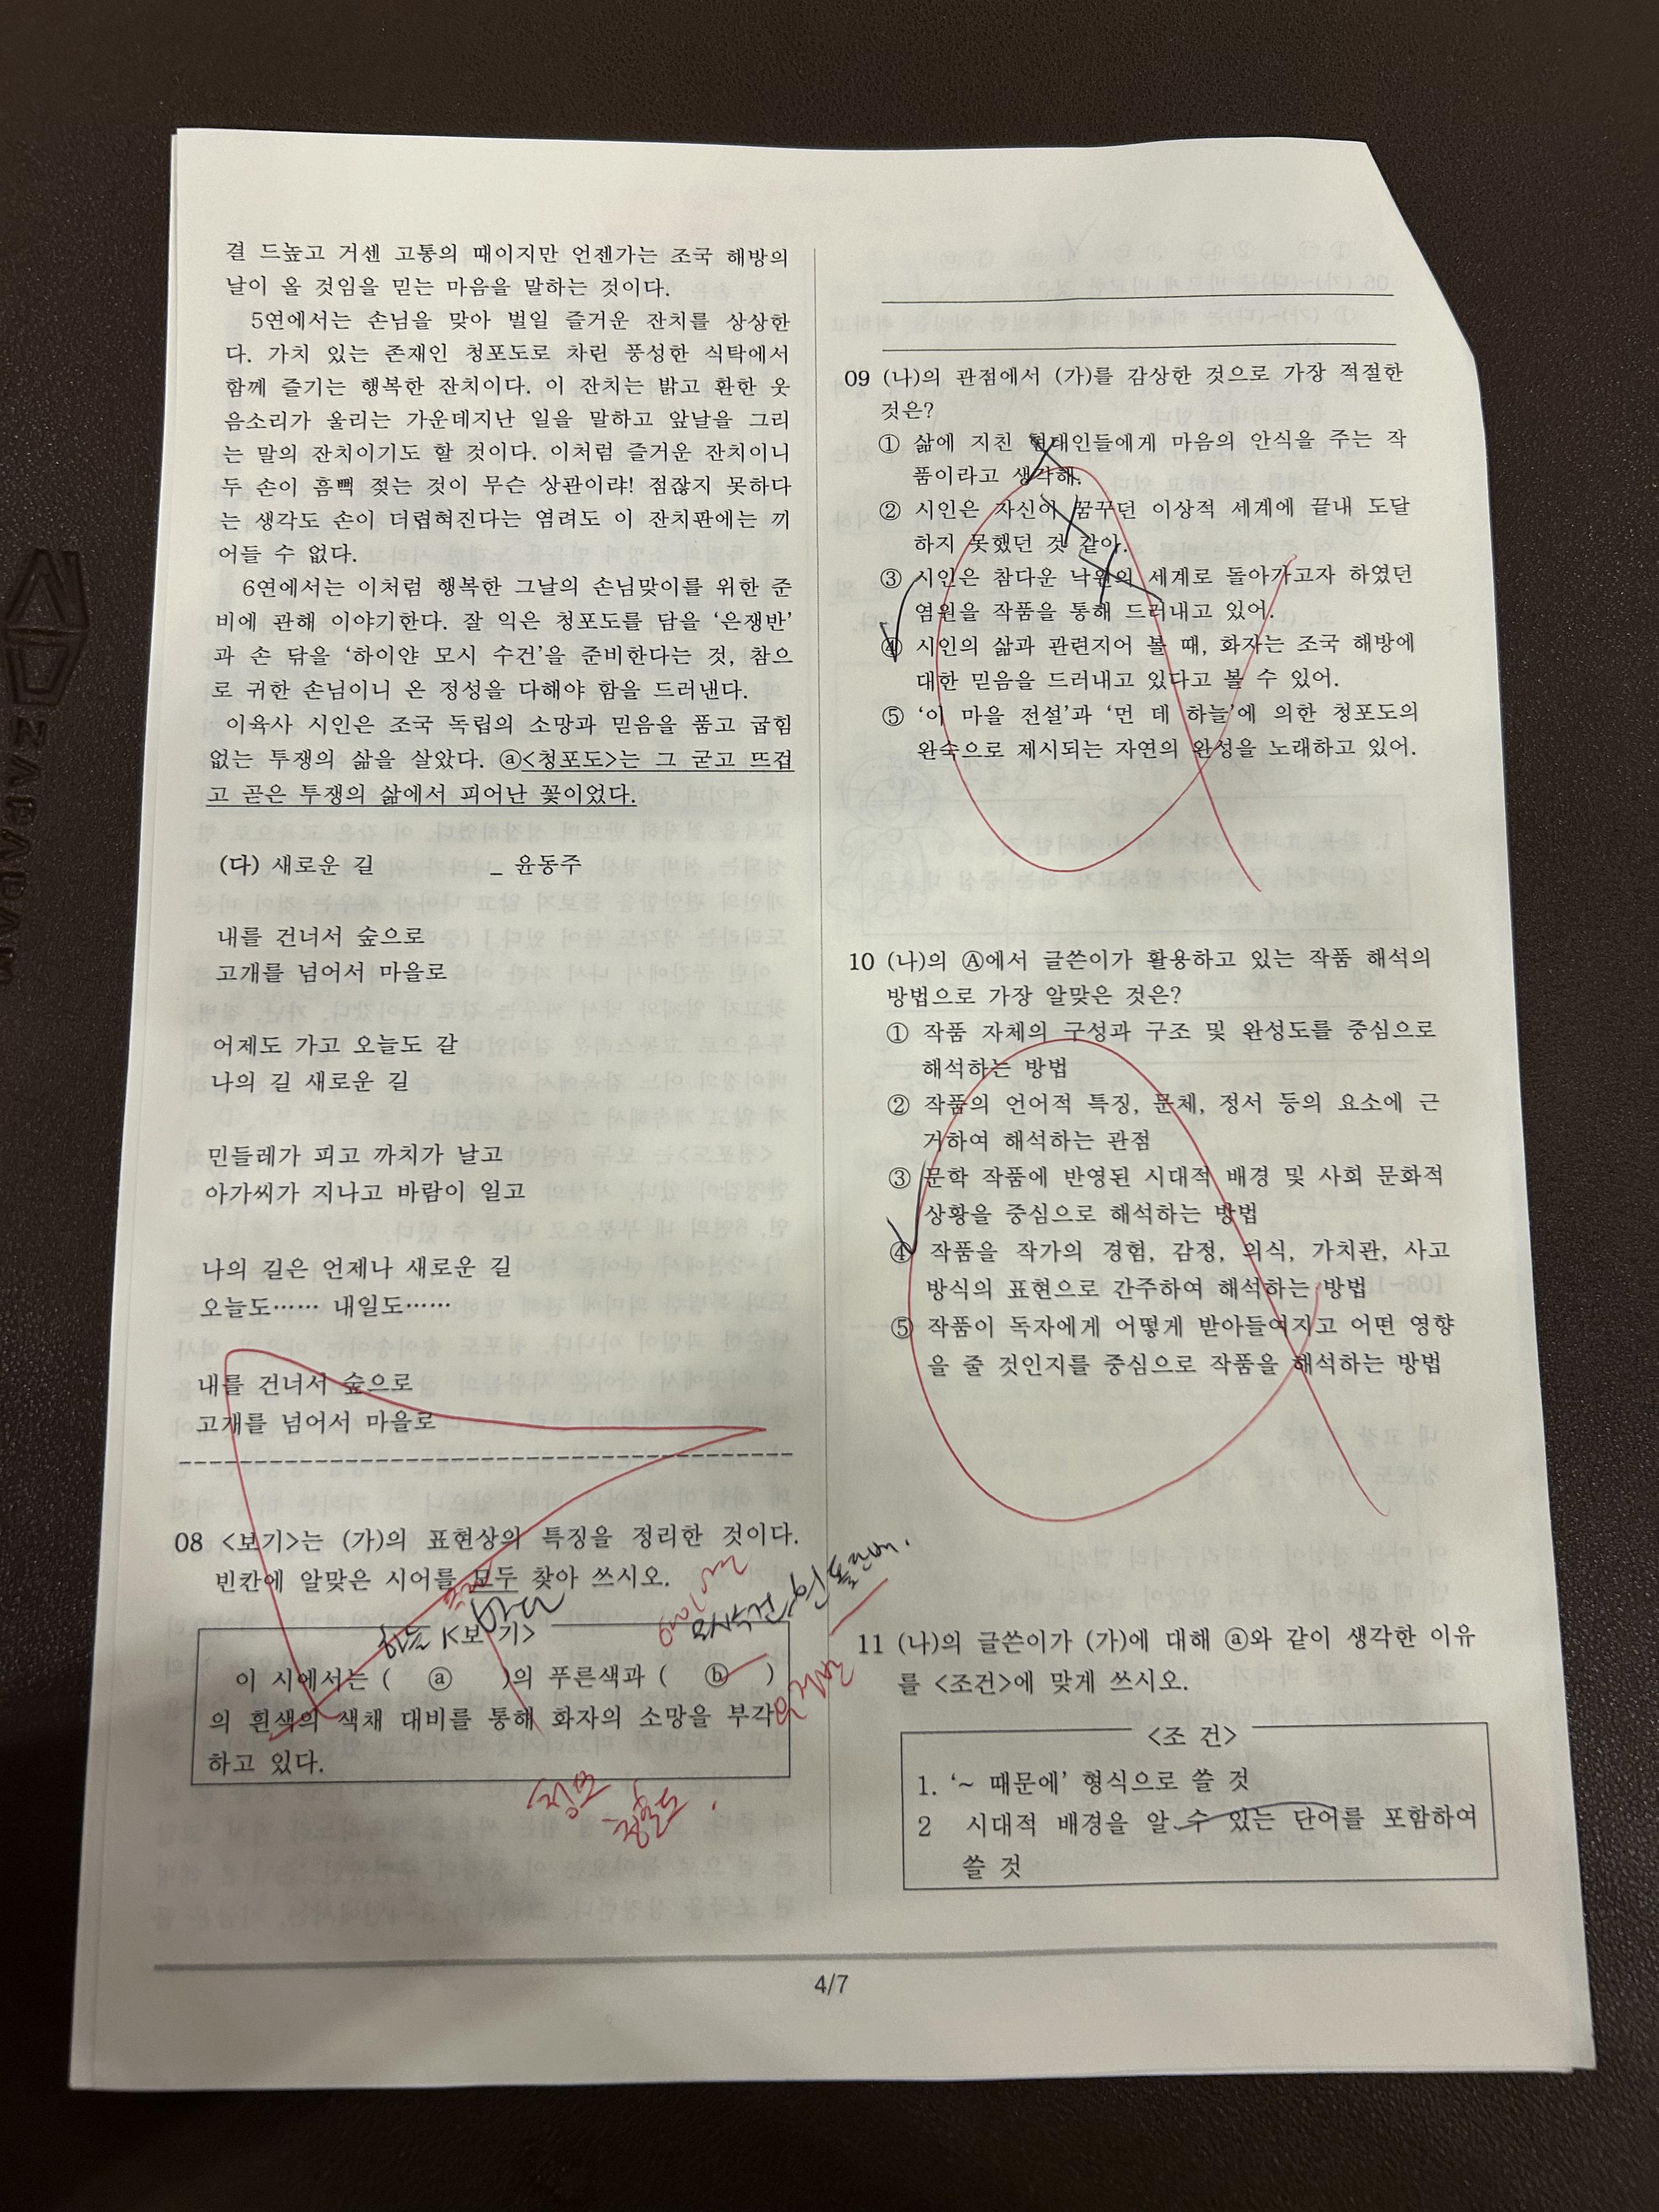 결 드높고 거센 고통의 때이지만 언젠가는 조국 해방의
날이 올 것임을 믿는 마음을 말하는 것이다.
5연에서는 손님을 맞아 벌일 즐거운 잔치를 상상한
다. 가치 있는 존재인 청포도로 차린 풍성한 식탁에서
함께 즐기는 행복한 잔치이다. 이 잔치는 밝고 환한 웃
음소리가 울리는 가운데지난 일을 말하고 앞날을 그리
는 말의 잔치이기도 할 것이다. 이처럼 즐거운 잔치이니
두 손이 흠뻑 젖는 것이 무슨 상관이랴! 점잖지 못하다
는 생각도 손이 더럽혀진다는 염려도 이 잔치판에는 끼
어들 수 없다.
6연에서는 이처럼 행복한 그날의 손님맞이를 위한 준
비에 관해 이야기한다. 잘 익은 청포도를 담을 ‘은쟁반’
과 손 닦을 ‘하이얀 모시 수건’을 준비한다는 것, 참으
로 귀한 손님이니 온 정성을 다해야 함을 드러낸다.
이육사 시인은 조국 독립의 소망과 믿음을 품고 굽힘
없는 투쟁의 삶을 살았다. ⓐ<청포도>는 그 굳고 뜨겁
고 곧은 투쟁의 삶에서 피어난 꽃이었다.
(다) 새로운 길 _ 윤동주
내를 건너서 숲으로
고개를 넘어서 마을로
어제도 가고 오늘도 갈
나의 길 새로운 길
민들레가 피고 까치가 날고
아가씨가 지나고 바람이 일고
나의 길은 언제나 새로운 길
오늘도…… 내일도……
내를 건너서 숲으로
고개를 넘어서 마을로
08 <보기>는 (가)의 표현상의 특징을 정리한 것이다.
빈칸에 알맞은 시어를 모두 찾아 쓰시오.
하늘 바다
모시수건, 흰 돛단배.
<보기>
이 시에서는 ( ⓐ )의 푸른색과 ( ⓑ )
의 흰색의 색채 대비를 통해 화자의 소망을 부각
하고 있다.
은쟁반
청포
청포도.
09 (나)의 관점에서 (가)를 감상한 것으로 가장 적절한
것은?
① 삶에 지친 현대인들에게 마음의 안식을 주는 작
품이라고 생각해.
② 시인은 자신이 꿈꾸던 이상적 세계에 끝내 도달
하지 못했던 것 같아.
③ 시인은 참다운 낙원의 세계로 돌아가고자 하였던
염원을 작품을 통해 드러내고 있어.
④ 시인의 삶과 관련지어 볼 때, 화자는 조국 해방에
대한 믿음을 드러내고 있다고 볼 수 있어.
⑤ ‘이 마을 전설’과 ‘먼 데 하늘’에 의한 청포도의
완숙으로 제시되는 자연의 완성을 노래하고 있어.
10 (나)의 Ⓐ에서 글쓴이가 활용하고 있는 작품 해석의
방법으로 가장 알맞은 것은?
① 작품 자체의 구성과 구조 및 완성도를 중심으로
해석하는 방법
② 작품의 언어적 특징, 문체, 정서 등의 요소에 근
거하여 해석하는 관점
③ 문학 작품에 반영된 시대적 배경 및 사회 문화적
상황을 중심으로 해석하는 방법
④ 작품을 작가의 경험, 감정, 의식, 가치관, 사고
방식의 표현으로 간주하여 해석하는 방법
⑤ 작품이 독자에게 어떻게 받아들여지고 어떤 영향
을 줄 것인지를 중심으로 작품을 해석하는 방법
11 (나)의 글쓴이가 (가)에 대해 ⓐ와 같이 생각한 이유
를 <조건>에 맞게 쓰시오.
<조 건>
1. ‘~ 때문에’ 형식으로 쓸 것
2 시대적 배경을 알 수 있는 단어를 포함하여
쓸 것
4/7